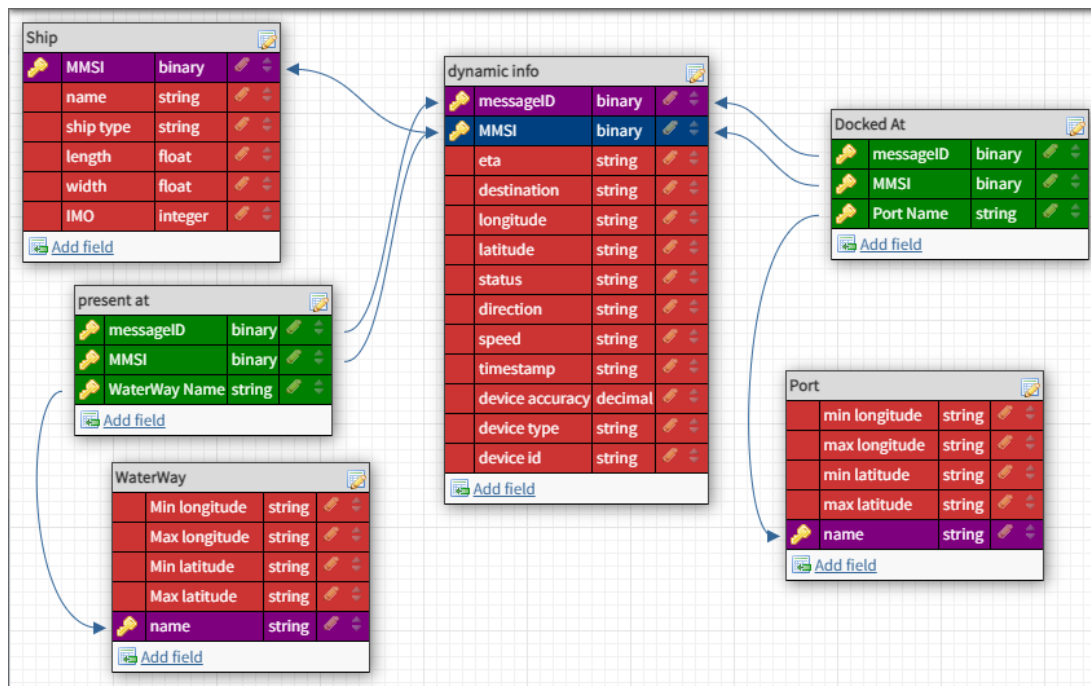 Ship
MMSI binary
name string
ship type string
length float
width float
IMO integer
Add field
dynamic info
messageID binary
MMSI binary
eta string
destination string
longitude string
latitude string
status string
direction string
speed string
timestamp string
device accuracy decimal
device type string
device id string
Add field
Docked At
messageID binary
MMSI binary
Port Name string
Add field
present at
messageID binary
MMSI binary
WaterWay Name string
Add field
Port
min longitude string
max longitude string
min latitude string
max latitude string
name string
Add field
WaterWay
Min longitude string
Max longitude string
Min latitude string
Max latitude string
name string
Add field